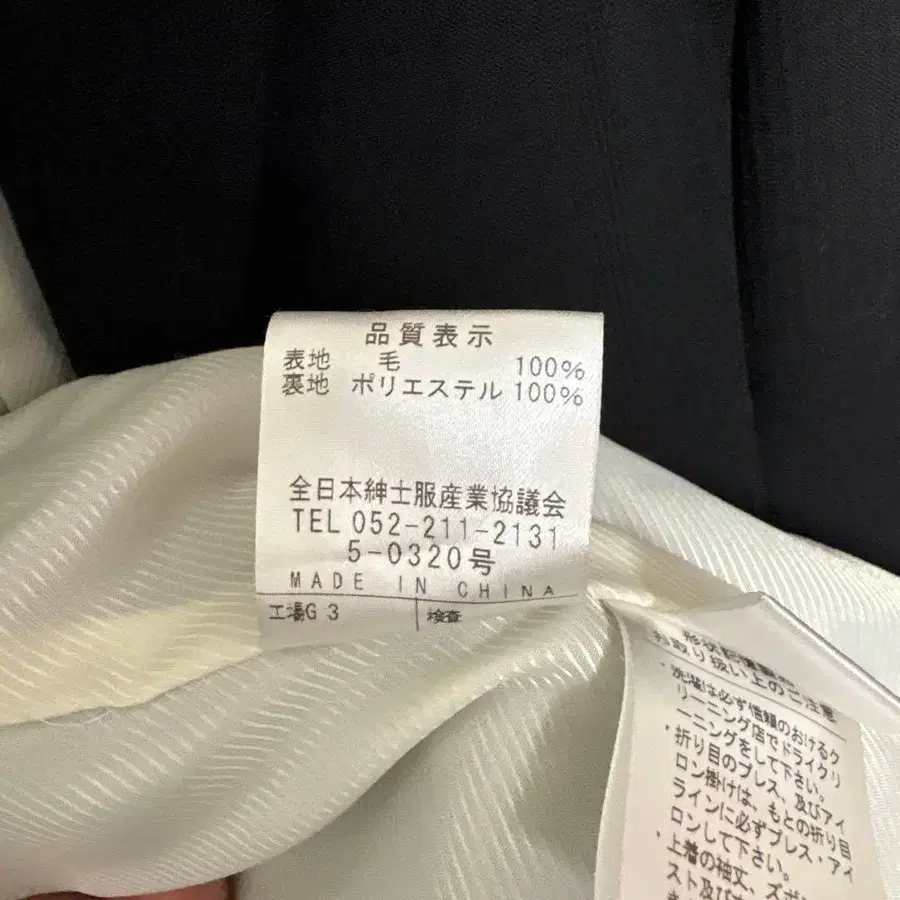 品質表示
表地 毛 100%
裏地 ポリエステル 100%
全日本紳士服産業協議会
TEL 052-211-2131
5-0320号
MADE IN CHINA
工場G 3 検査
お取り扱い上のご注意
・洗濯は必ず信頼のおけるク
リーニング店でドライクリ
ーニングをして下さい。
・折り目のプレス、及びアイ
ロン掛けは、もとの折り目
ラインに必ずプレス・アイ
ロンして下さい。
・上着の袖丈、ズボ
スト及び